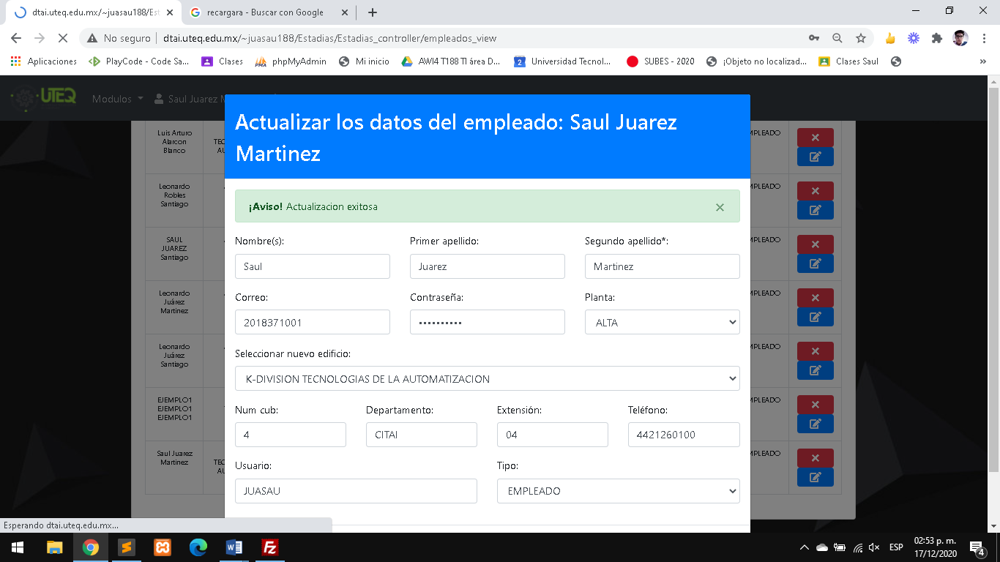 dtai.uteq.edu.mx/~juasau188/Est
recargara - Buscar con Google
No seguro
dtai.uteq.edu.mx/~juasau188/Estadias/Estadias_controller/empleados_view
Aplicaciones
PlayCode - Code Sa...
Clases
phpMyAdmin
Mi inicio
AWI4 T188 TI área D...
Universidad Tecnol...
SUBES - 2020
¡Objeto no localizad...
Clases Saul
UTEQ
Modulos
Saul Juarez M
Actualizar los datos del empleado: Saul Juarez
Martinez
Luis Arturo
Alarcon
Blanco
TEC
AU
MPLEADO
¡Aviso! Actualizacion exitosa
Leonardo
Robles
Santiago
MPLEADO
Nombre(s):
Primer apellido:
Segundo apellido*:
Saul
Juarez
Martinez
SAUL
JUAREZ
Santiago
MPLEADO
Correo:
Contraseña:
Planta:
2018371001
••••••••••
ALTA
Leonardo
Juárez
Martinez
MPLEADO
Seleccionar nuevo edificio:
K-DIVISION TECNOLOGIAS DE LA AUTOMATIZACION
Leonardo
Juárez
Santiago
MPLEADO
Num cub:
Departamento:
Extensión:
Teléfono:
4
CITAI
04
4421260100
EJEMPLO1
EJEMPLO1
EJEMPLO1
MPLEADO
Usuario:
Tipo:
JUASAU
EMPLEADO
Saul Juarez
Martinez
TEC
AU
MPLEADO
Esperando dtai.uteq.edu.mx...
ESP
02:53 p. m.
17/12/2020
4